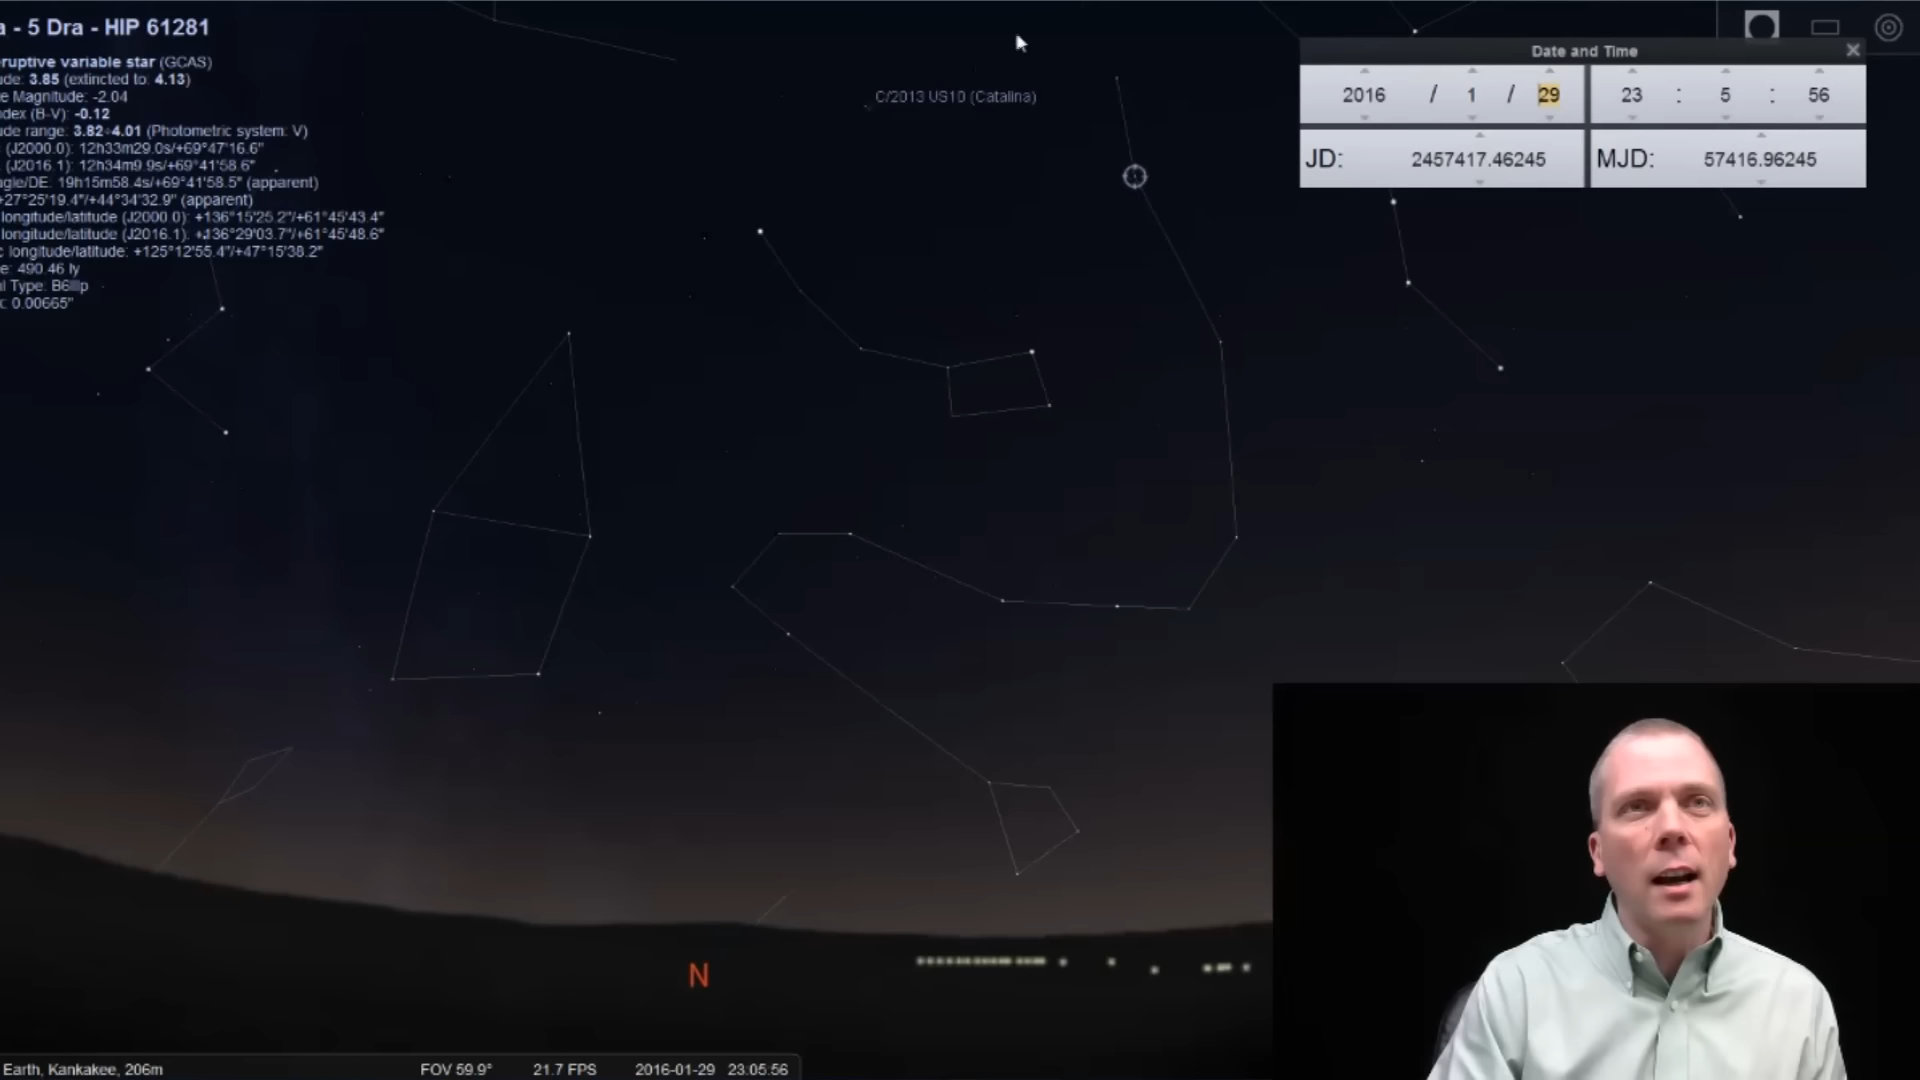 a - 5 Dra - HIP 61281
eruptive variable star (GCAS)
ude: 3.85 (extincted to: 4.13)
e Magnitude: -2.04
ndex (B-V): -0.12
ude range: 3.82÷4.01 (Photometric system: V)
(J2000.0): 12h33m29.0s/+69°47'16.6"
(J2016.1): 12h34m9.9s/+69°41'58.6"
ngle/DE: 19h15m58.4s/+69°41'58.5" (apparent)
+27°25'19.4"/+44°34'32.9" (apparent)
longitude/latitude (J2000.0): +136°15'25.2"/+61°45'43.4"
longitude/latitude (J2016.1): +136°29'03.7"/+61°45'48.6"
c longitude/latitude: +125°12'55.4"/+47°15'38.2"
e: 490.46 ly
al Type: B6IIIp
x: 0.00665"
C/2013 US10 (Catalina)
Date and Time
2016 / 1 / 29 23 : 5 : 56
JD: 2457417.46245 MJD: 57416.96245
N
Earth, Kankakee, 206m FOV 59.9° 21.7 FPS 2016-01-29 23:05:56